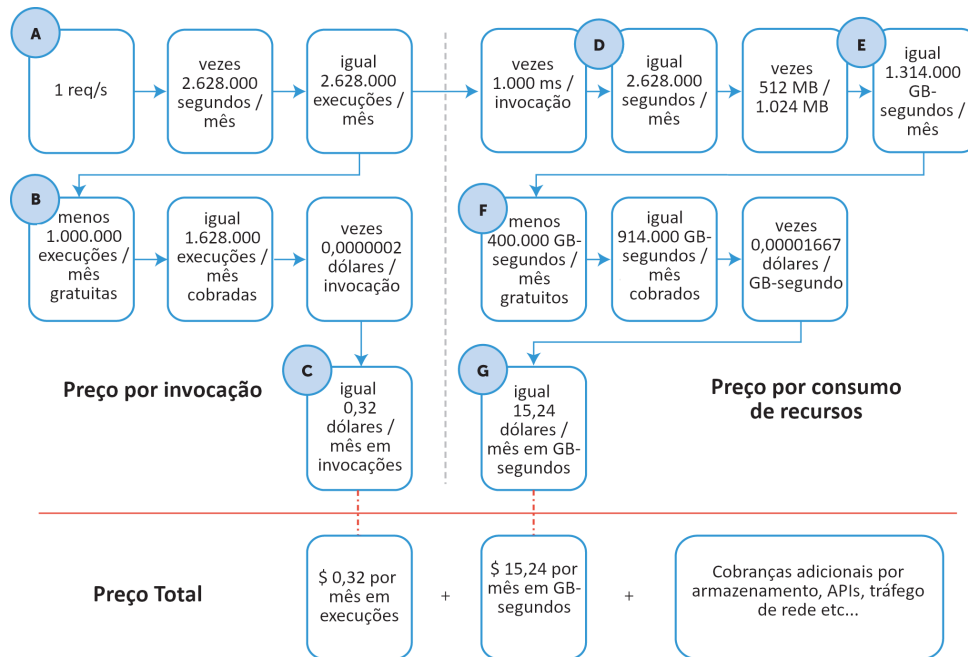 A
1 req/s
vezes
2.628.000
segundos /
mês
igual
2.628.000
execuções /
mês
vezes
1.000 ms /
invocação
D
igual
2.628.000
segundos /
mês
vezes
512 MB /
1.024 MB
E
igual
1.314.000
GB-
segundos /
mês
B
menos
1.000.000
execuções /
mês
gratuitas
igual
1.628.000
execuções /
mês
cobradas
vezes
0,0000002
dólares /
invocação
F
menos
400.000 GB-
segundos /
mês
gratuitos
igual
914.000 GB-
segundos /
mês
cobrados
vezes
0,00001667
dólares /
GB-segundo
Preço por invocação
C
igual
0,32
dólares /
mês em
invocações
G
igual
15,24
dólares /
mês em GB-
segundos
Preço por consumo
de recursos
Preço Total
$ 0,32 por
mês em
execuções
+
$ 15,24 por
mês em GB-
segundos
+
Cobranças adicionais por
armazenamento, APIs, tráfego
de rede etc...